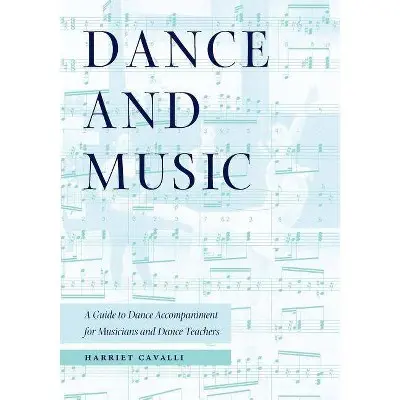 DANCE
AND
MUSIC
A Guide to Dance Accompaniment
for Musicians and Dance Teachers
HARRIET CAVALLI